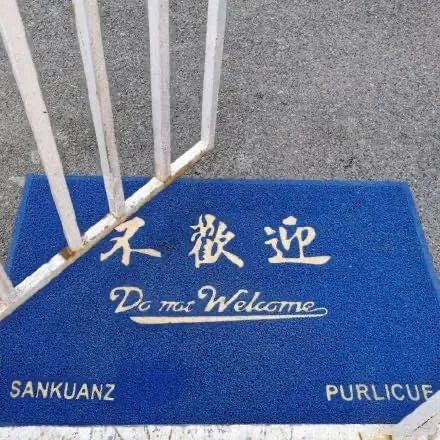 不歡迎
Do not Welcome
SANKUANZ PURLICUE